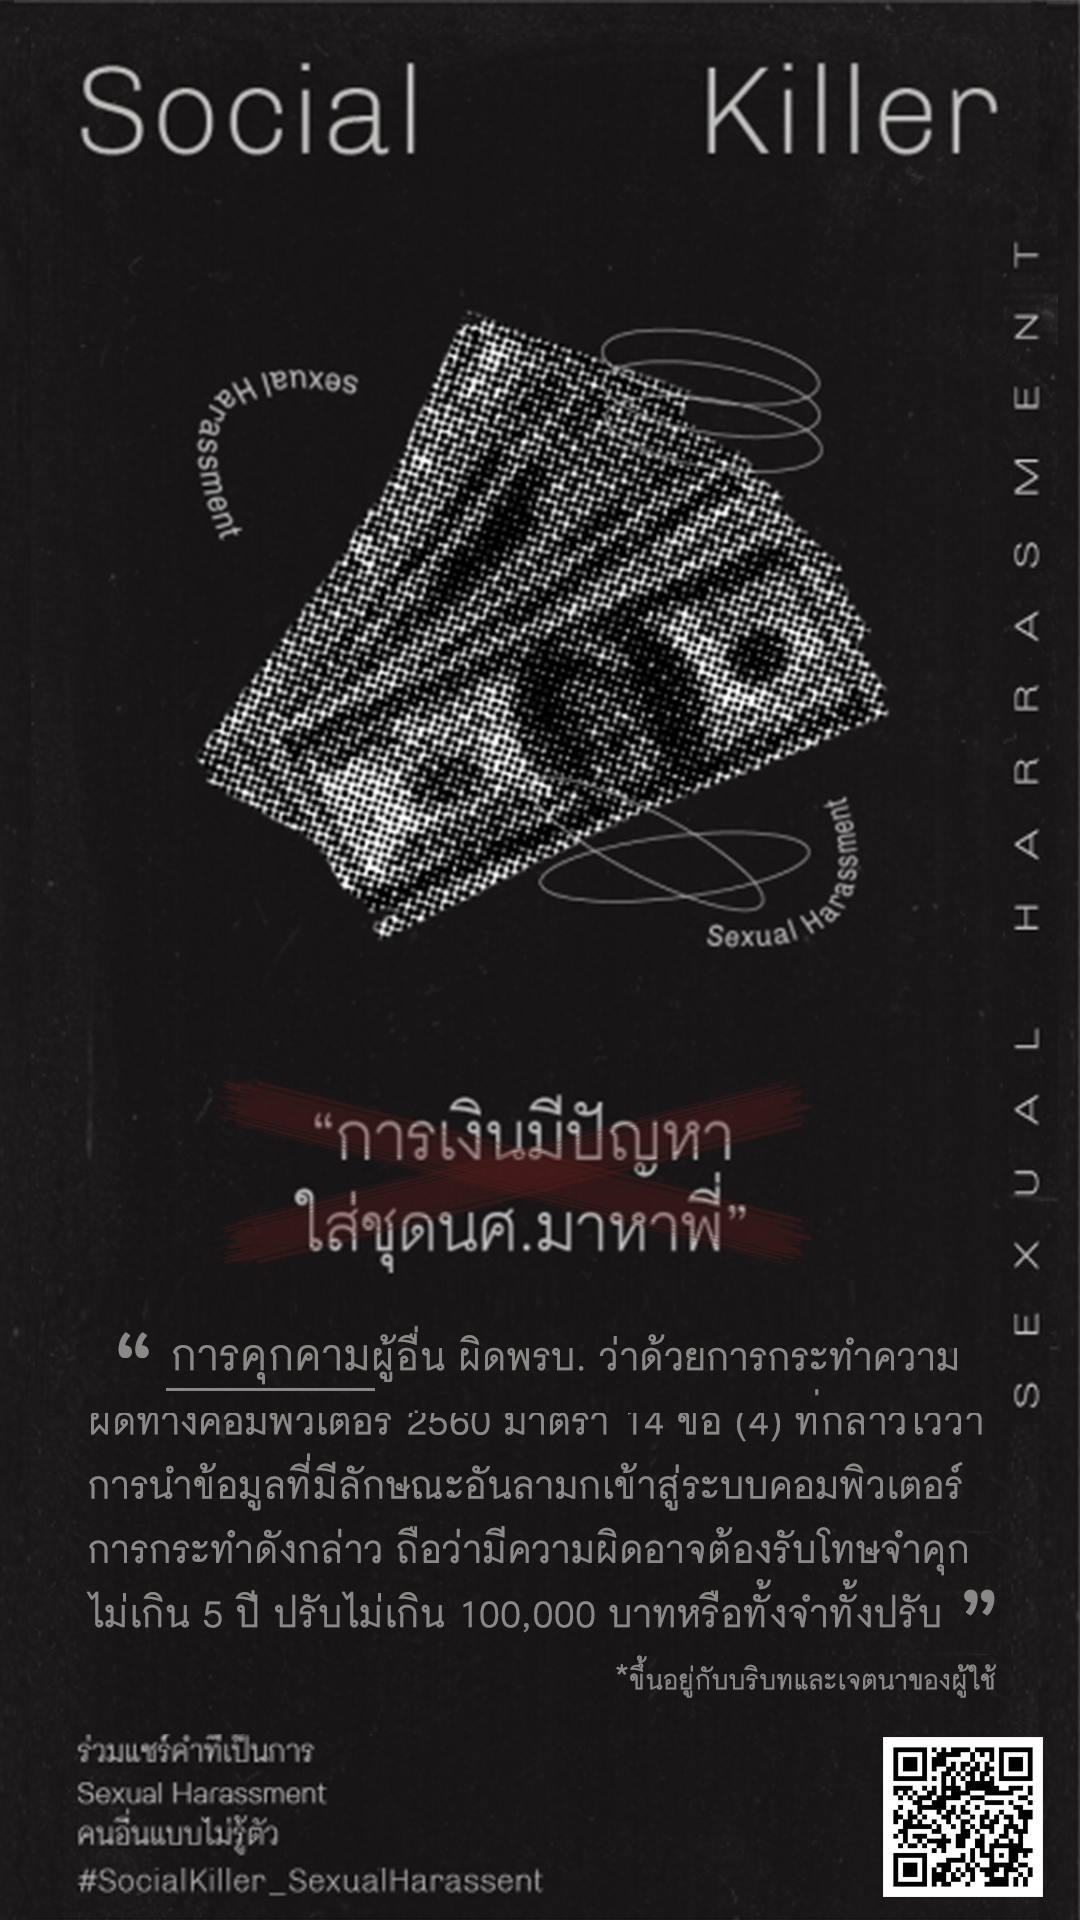 Social Killer
SEXUAL HARRASMENT
sexual Harassment
Sexual Harassment
“การเงินมีปัญหา
ใส่ชุดนศ.มาหาพี่”
“ การคุกคามผู้อื่น ผิดพรบ. ว่าด้วยการกระทำความ
ผิดทางคอมพิวเตอร์ 2560 มาตรา 14 ข้อ (4) ที่กล่าวไว้ว่า
การนำข้อมูลที่มีลักษณะอันลามกเข้าสู่ระบบคอมพิวเตอร์
การกระทำดังกล่าว ถือว่ามีความผิดอาจต้องรับโทษจำคุก
ไม่เกิน 5 ปี ปรับไม่เกิน 100,000 บาทหรือทั้งจำทั้งปรับ ”
*ขึ้นอยู่กับบริบทและเจตนาของผู้ใช้
ร่วมแชร์คำที่เป็นการ
Sexual Harassment
คนอื่นแบบไม่รู้ตัว
#SocialKiller_SexualHarassent